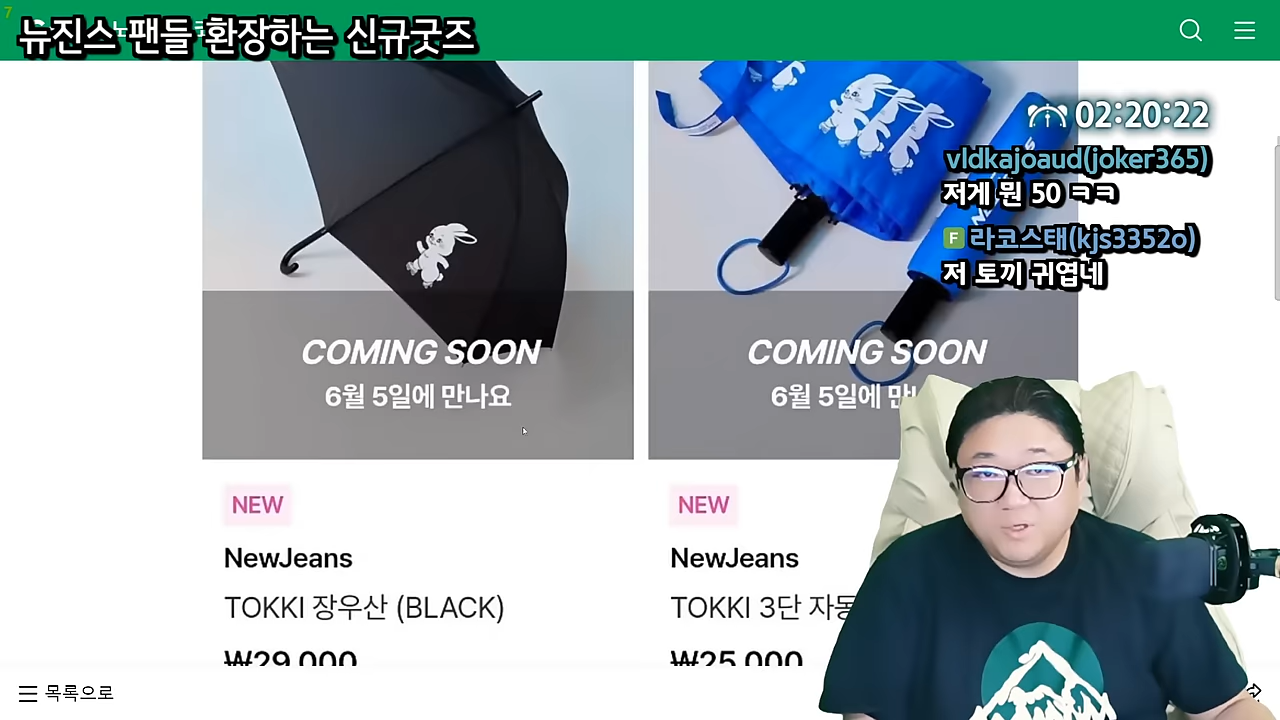 7
뉴진스 팬들 환장하는 신규굿즈
02:20:22
vldkajoaud(joker365)
저게 뭔 50 ㅋㅋ
F 라코스태(kjs3352o)
저 토끼 귀엽네
COMING SOON
6월 5일에 만나요
COMING SOON
6월 5일에
NEW
NewJeans
TOKKI 장우산 (BLACK)
₩29,000
NEW
NewJeans
TOKKI 3단 자동
₩25,000
목록으로